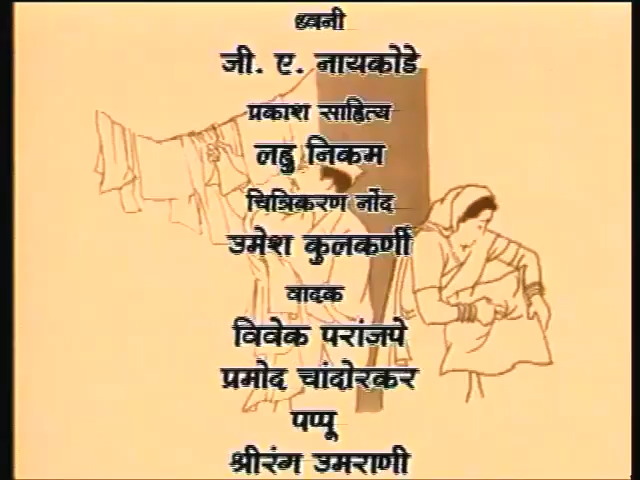 ध्वनी
जी. ए. नायकोडे
प्रकाश साहित्य
लहु निकम
चित्रिकरण नोंद
उमेश कुलकर्णी
वादक
विवेक परांजपे
प्रमोद चांदोरकर
पप्पू
श्रीरंग उमराणी